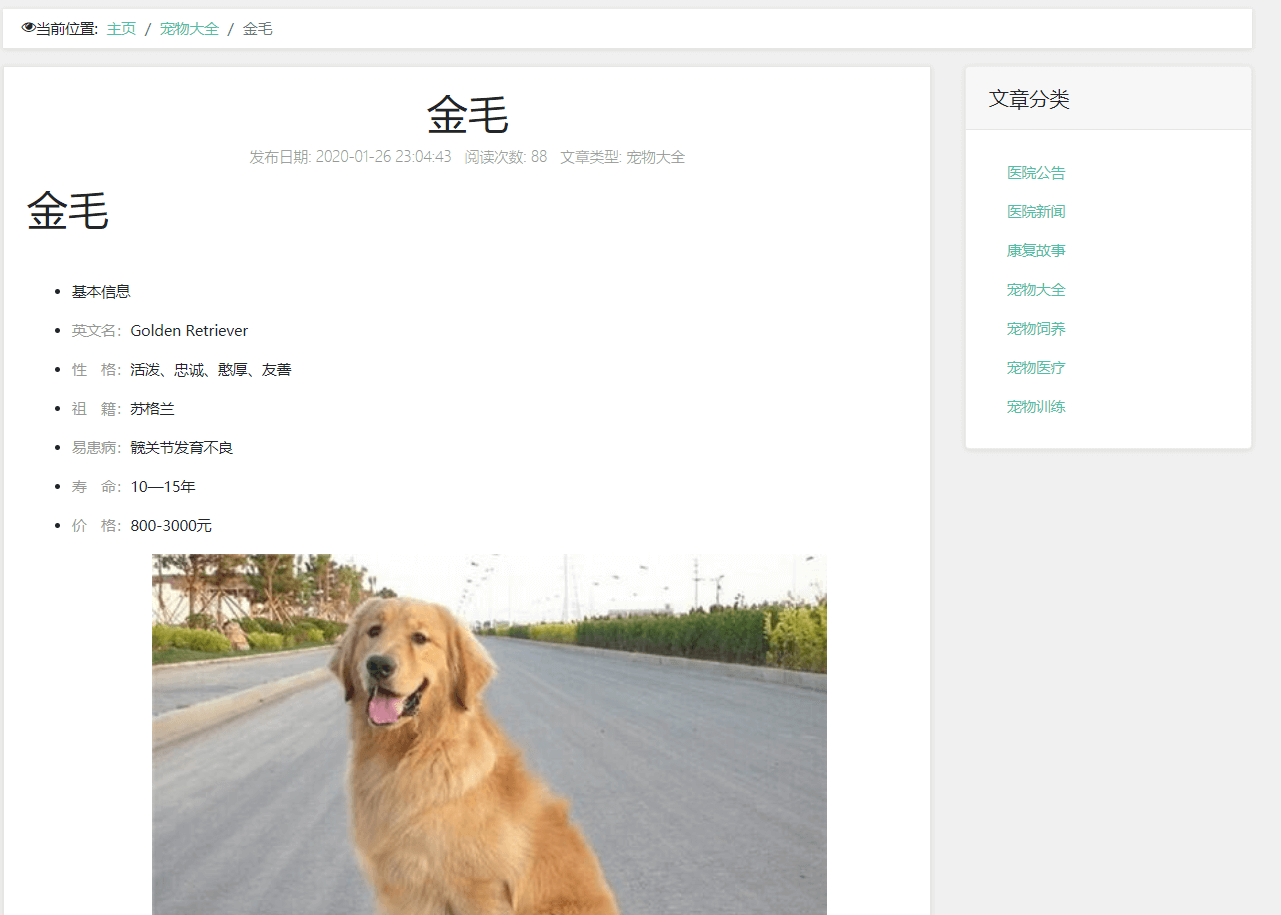 当前位置: 主页 / 宠物大全 / 金毛
金毛
发布日期: 2020-01-26 23:04:43 阅读次数: 88 文章类型: 宠物大全
金毛
基本信息
英文名：Golden Retriever
性 格：活泼、忠诚、憨厚、友善
祖 籍：苏格兰
易患病：髋关节发育不良
寿 命：10—15年
价 格：800-3000元
文章分类
医院公告
医院新闻
康复故事
宠物大全
宠物饲养
宠物医疗
宠物训练